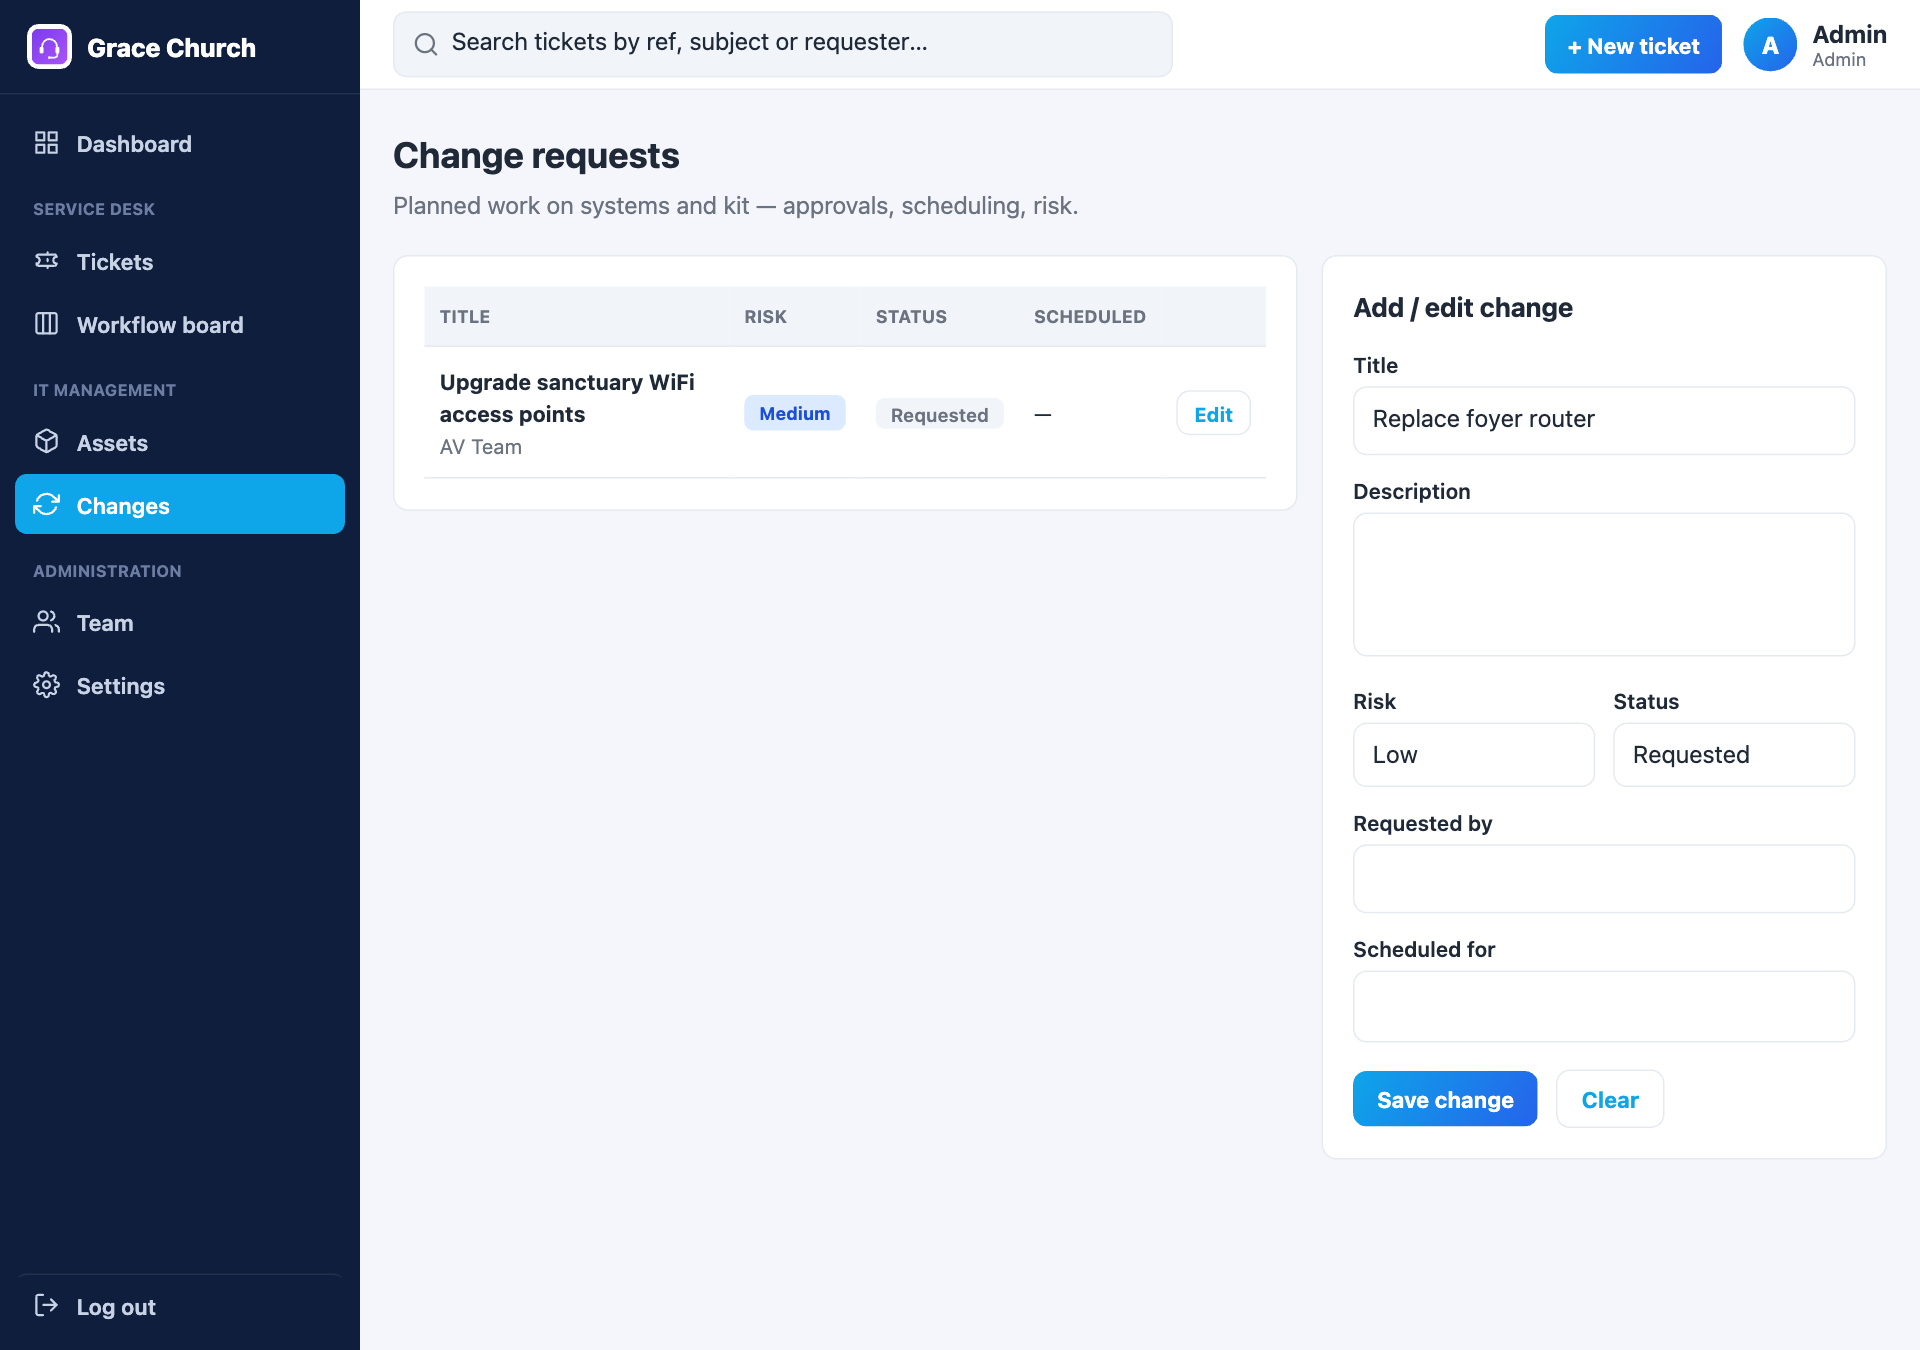 Grace Church
Search tickets by ref, subject or requester...
+ New ticket
A
Admin
Admin
Dashboard
SERVICE DESK
Tickets
Workflow board
IT MANAGEMENT
Assets
Changes
ADMINISTRATION
Team
Settings
Log out
Change requests
Planned work on systems and kit — approvals, scheduling, risk.
TITLE RISK STATUS SCHEDULED
Upgrade sanctuary WiFi
access points
AV Team
Medium
Requested
—
Edit
Add / edit change
Title
Replace foyer router
Description
Risk Status
Low Requested
Requested by
Scheduled for
Save change Clear